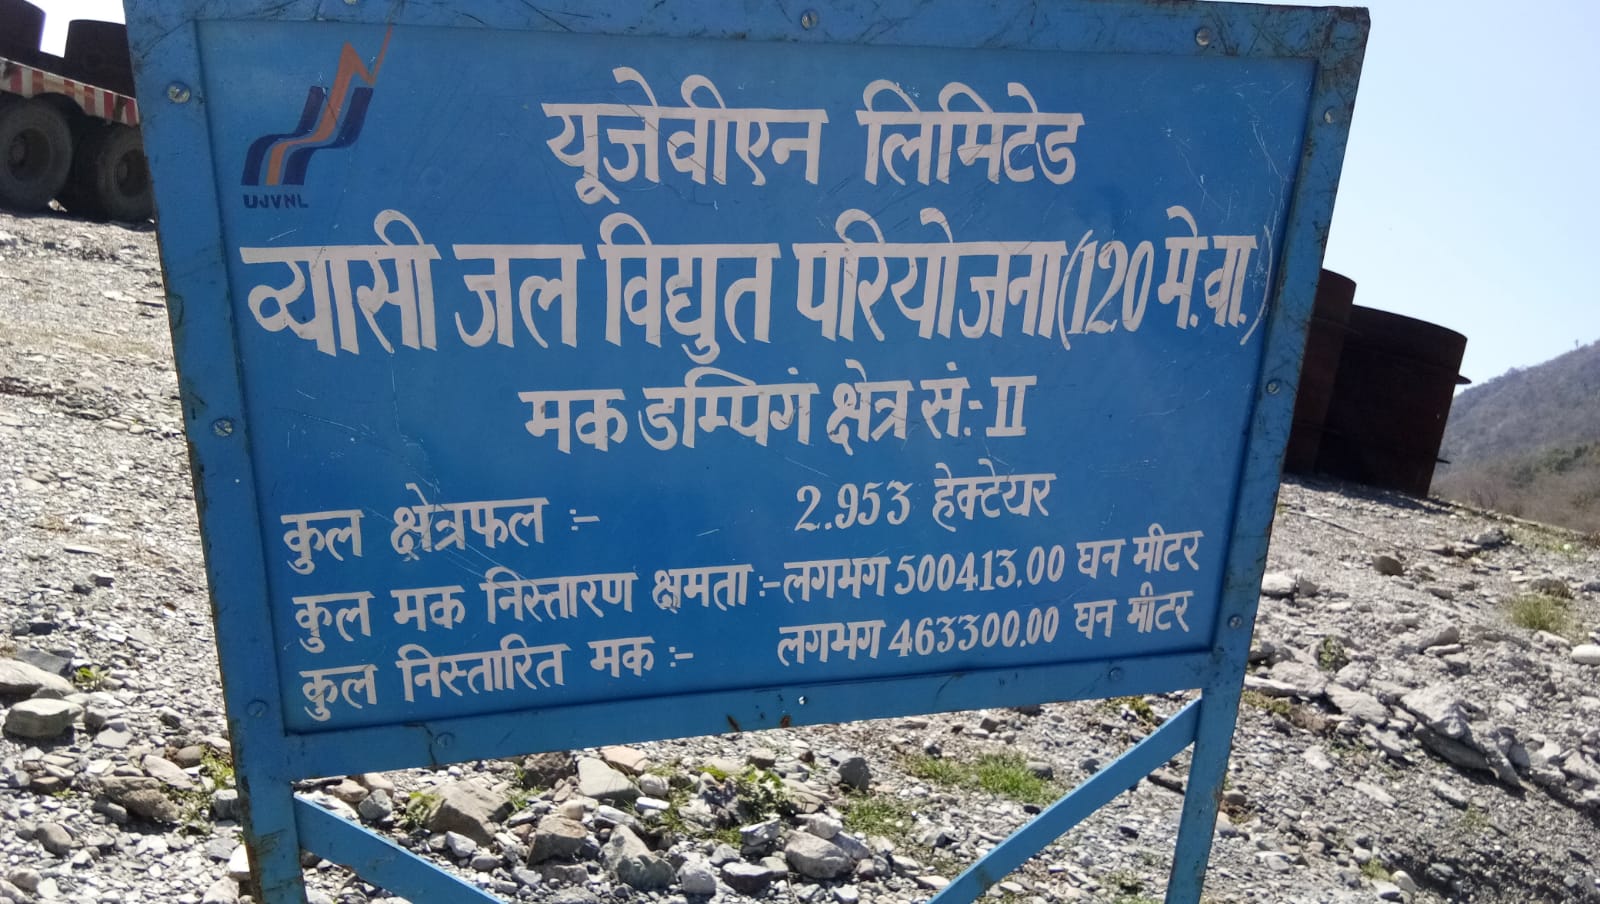 UJVNL
यूजेवीएन लिमिटेड
व्यासी जल विद्युत परियोजना(120 मे.वा.)
मक डम्पिगं क्षेत्र सं.:-II
कुल क्षेत्रफल :- 2.953 हेक्टेयर
कुल मक निस्तारण क्षमता :- लगभग 500413.00 घन मीटर
कुल निस्तारित मक :- लगभग 463300.00 घन मीटर